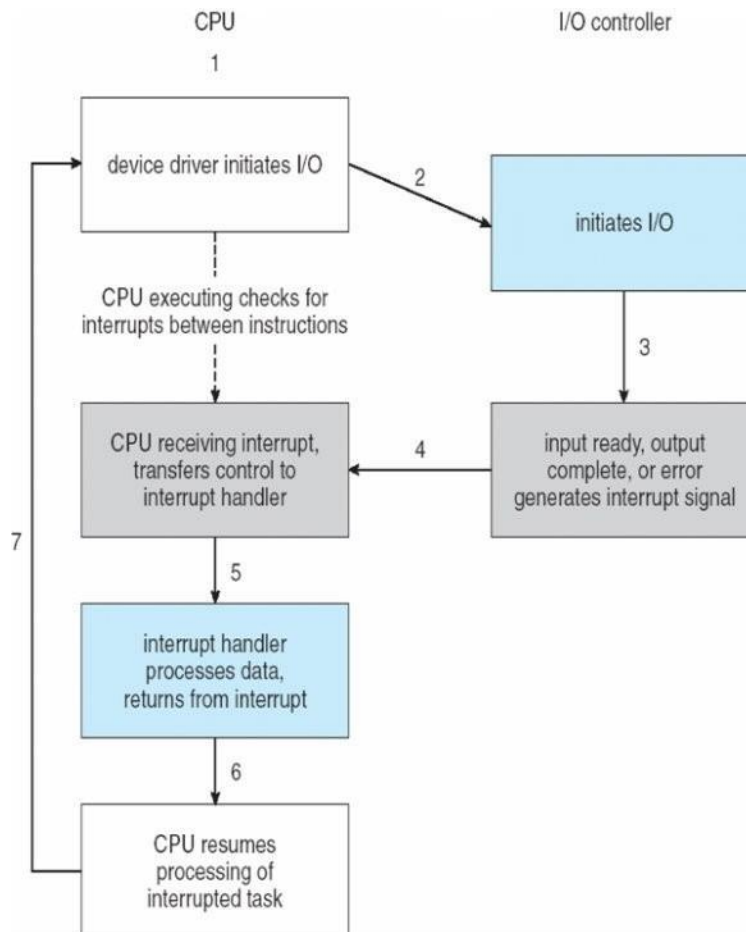 CPU
I/O controller
1
device driver initiates I/O
2
initiates I/O
CPU executing checks for
interrupts between instructions
3
CPU receiving interrupt,
transfers control to
interrupt handler
4
input ready, output
complete, or error
generates interrupt signal
7
5
interrupt handler
processes data,
returns from interrupt
6
CPU resumes
processing of
interrupted task